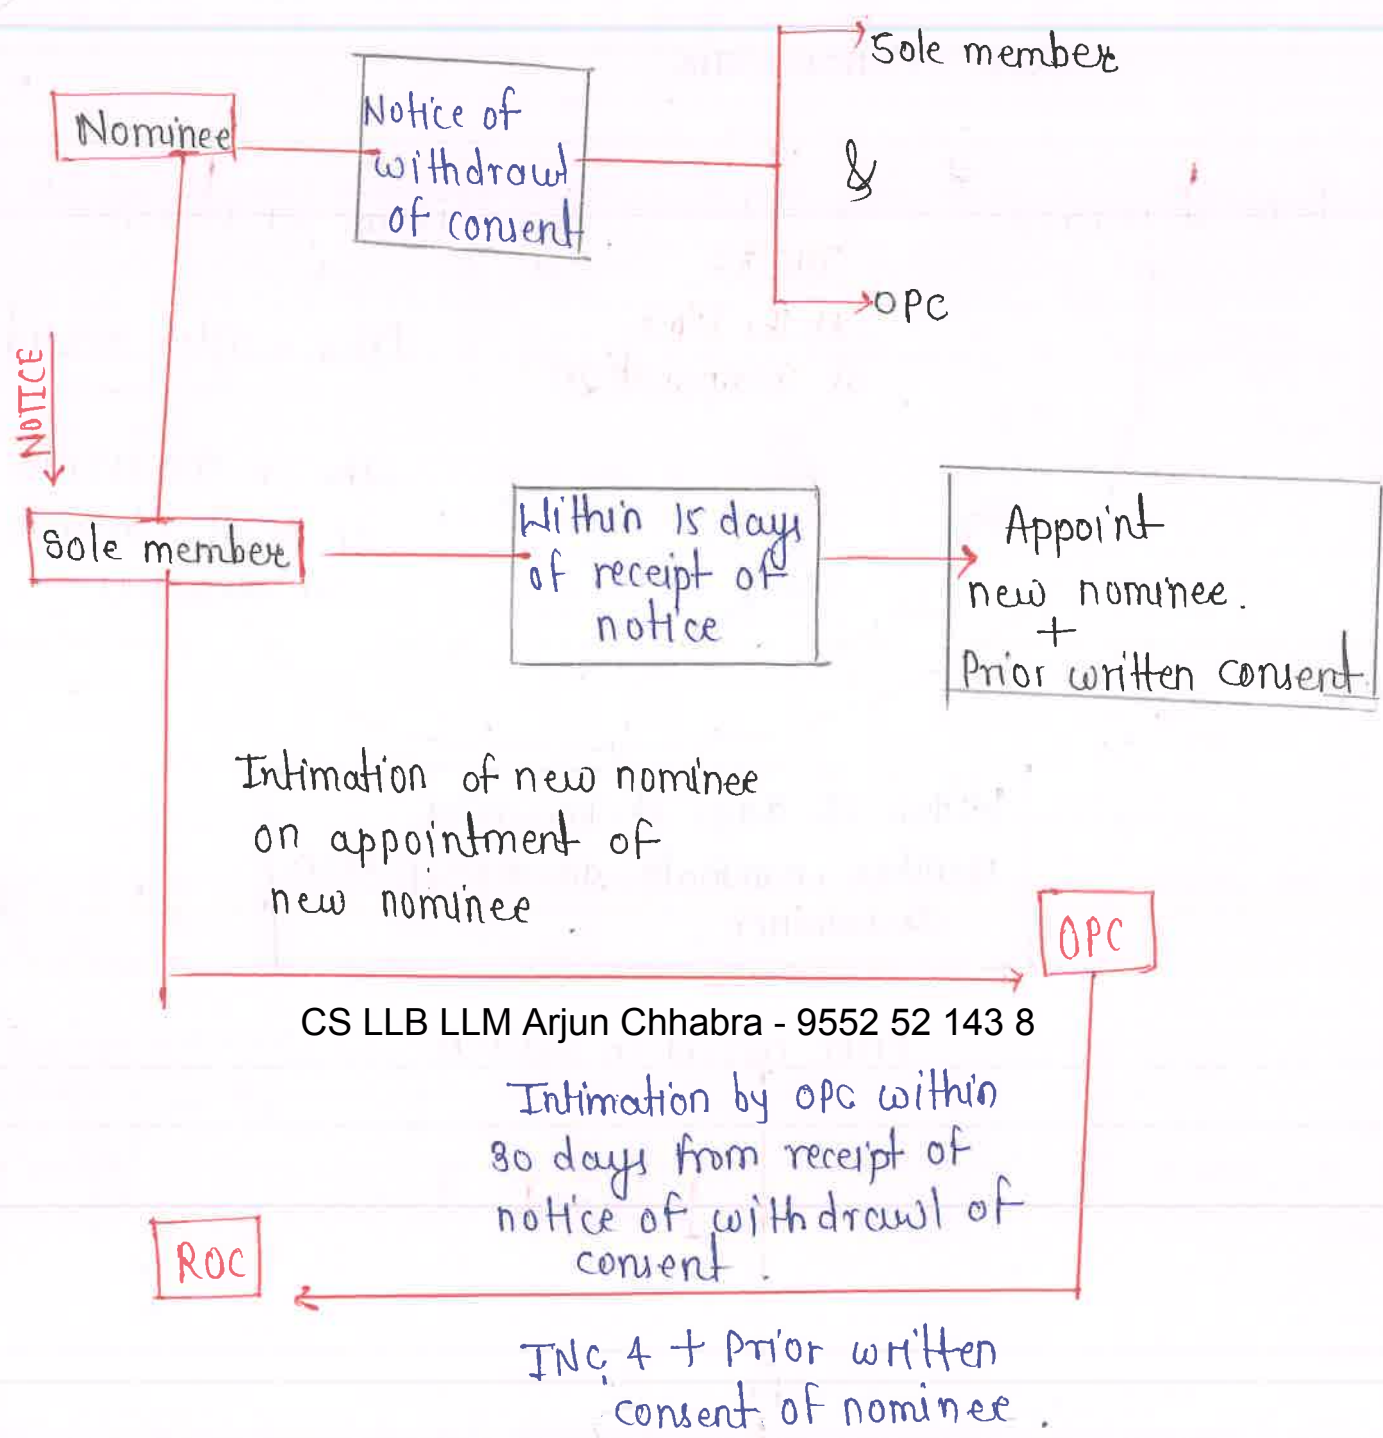 Sole member
Nominee
Notice of
withdrawl
of consent
&
OPC
NOTICE
Sole member
Within 15 days
of receipt of
notice
Appoint
new nominee.
+
Prior written consent
Intimation of new nominee
on appointment of
new nominee.
OPC
CS LLB LLM Arjun Chhabra - 9552 52 143 8
Intimation by OPC within
30 days from receipt of
notice of withdrawl of
consent.
ROC
INC 4 + Prior written
consent of nominee.